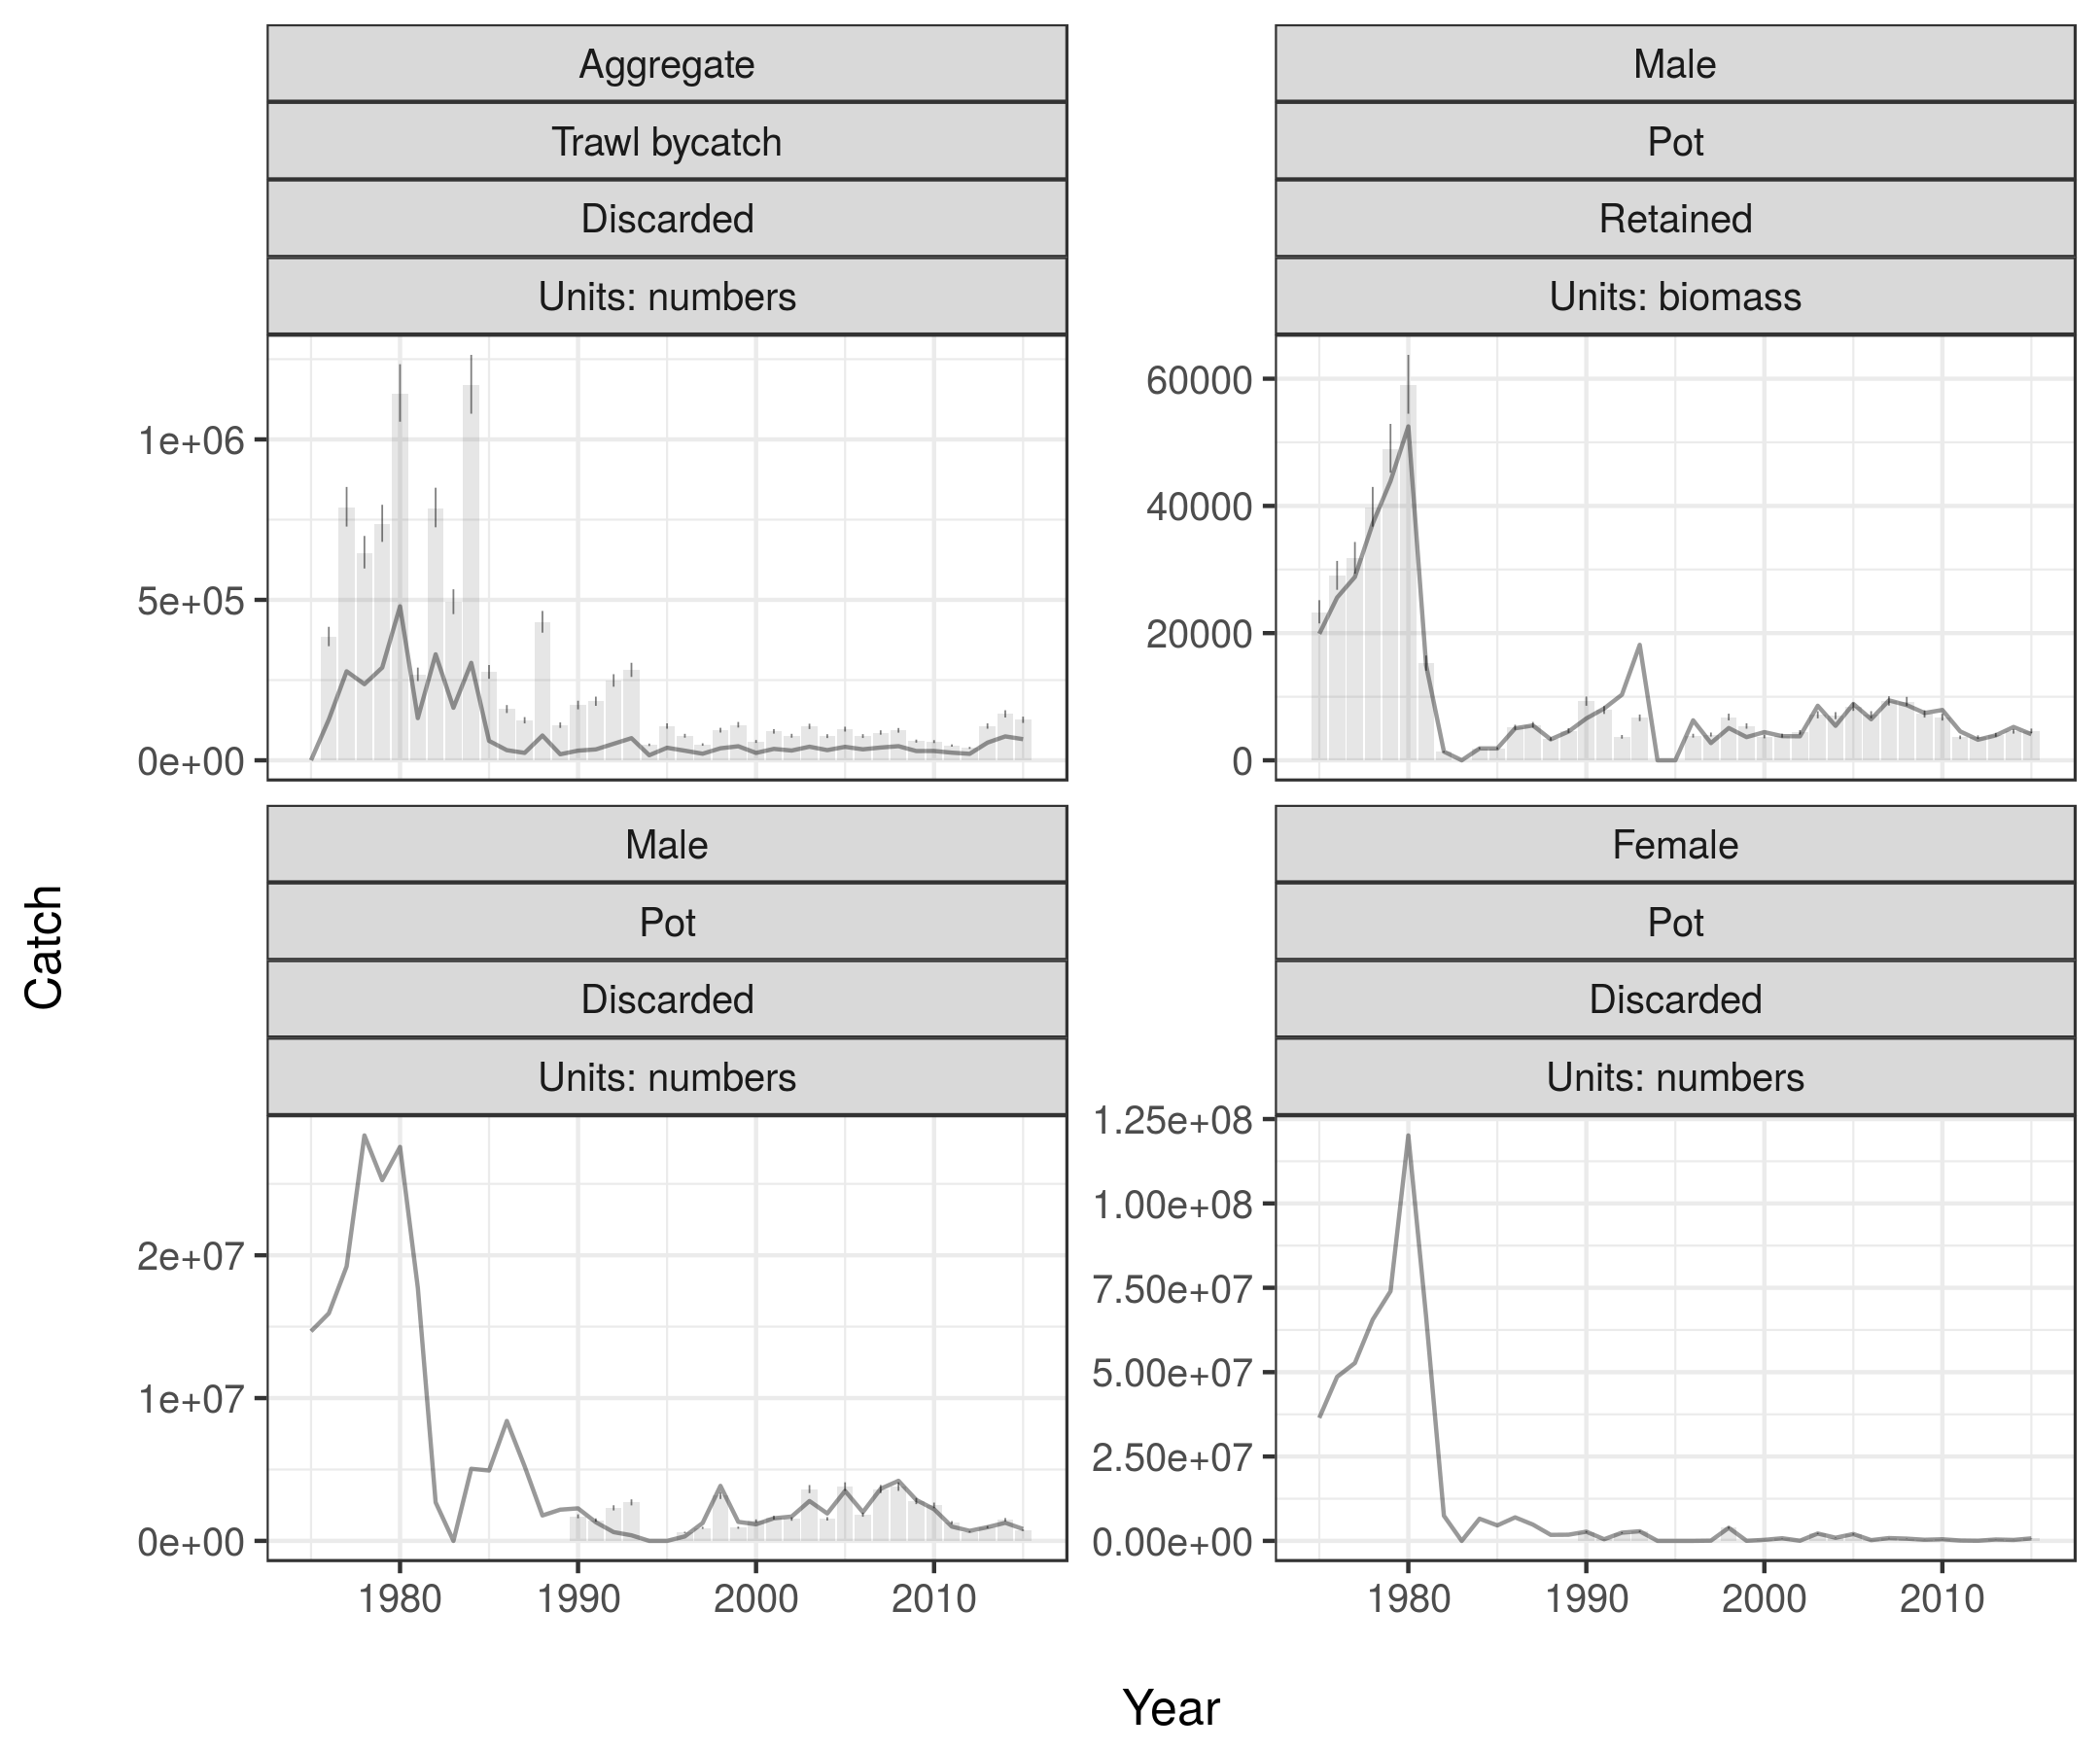 Aggregate
Trawl bycatch
Discarded
Units: numbers
1e+06
5e+05
0e+00
Male
Pot
Retained
Units: biomass
60000
40000
20000
0
Male
Pot
Discarded
Units: numbers
2e+07
1e+07
0e+00
1980 1990 2000 2010
Female
Pot
Discarded
Units: numbers
1.25e+08
1.00e+08
7.50e+07
5.00e+07
2.50e+07
0.00e+00
1980 1990 2000 2010
Catch
Year